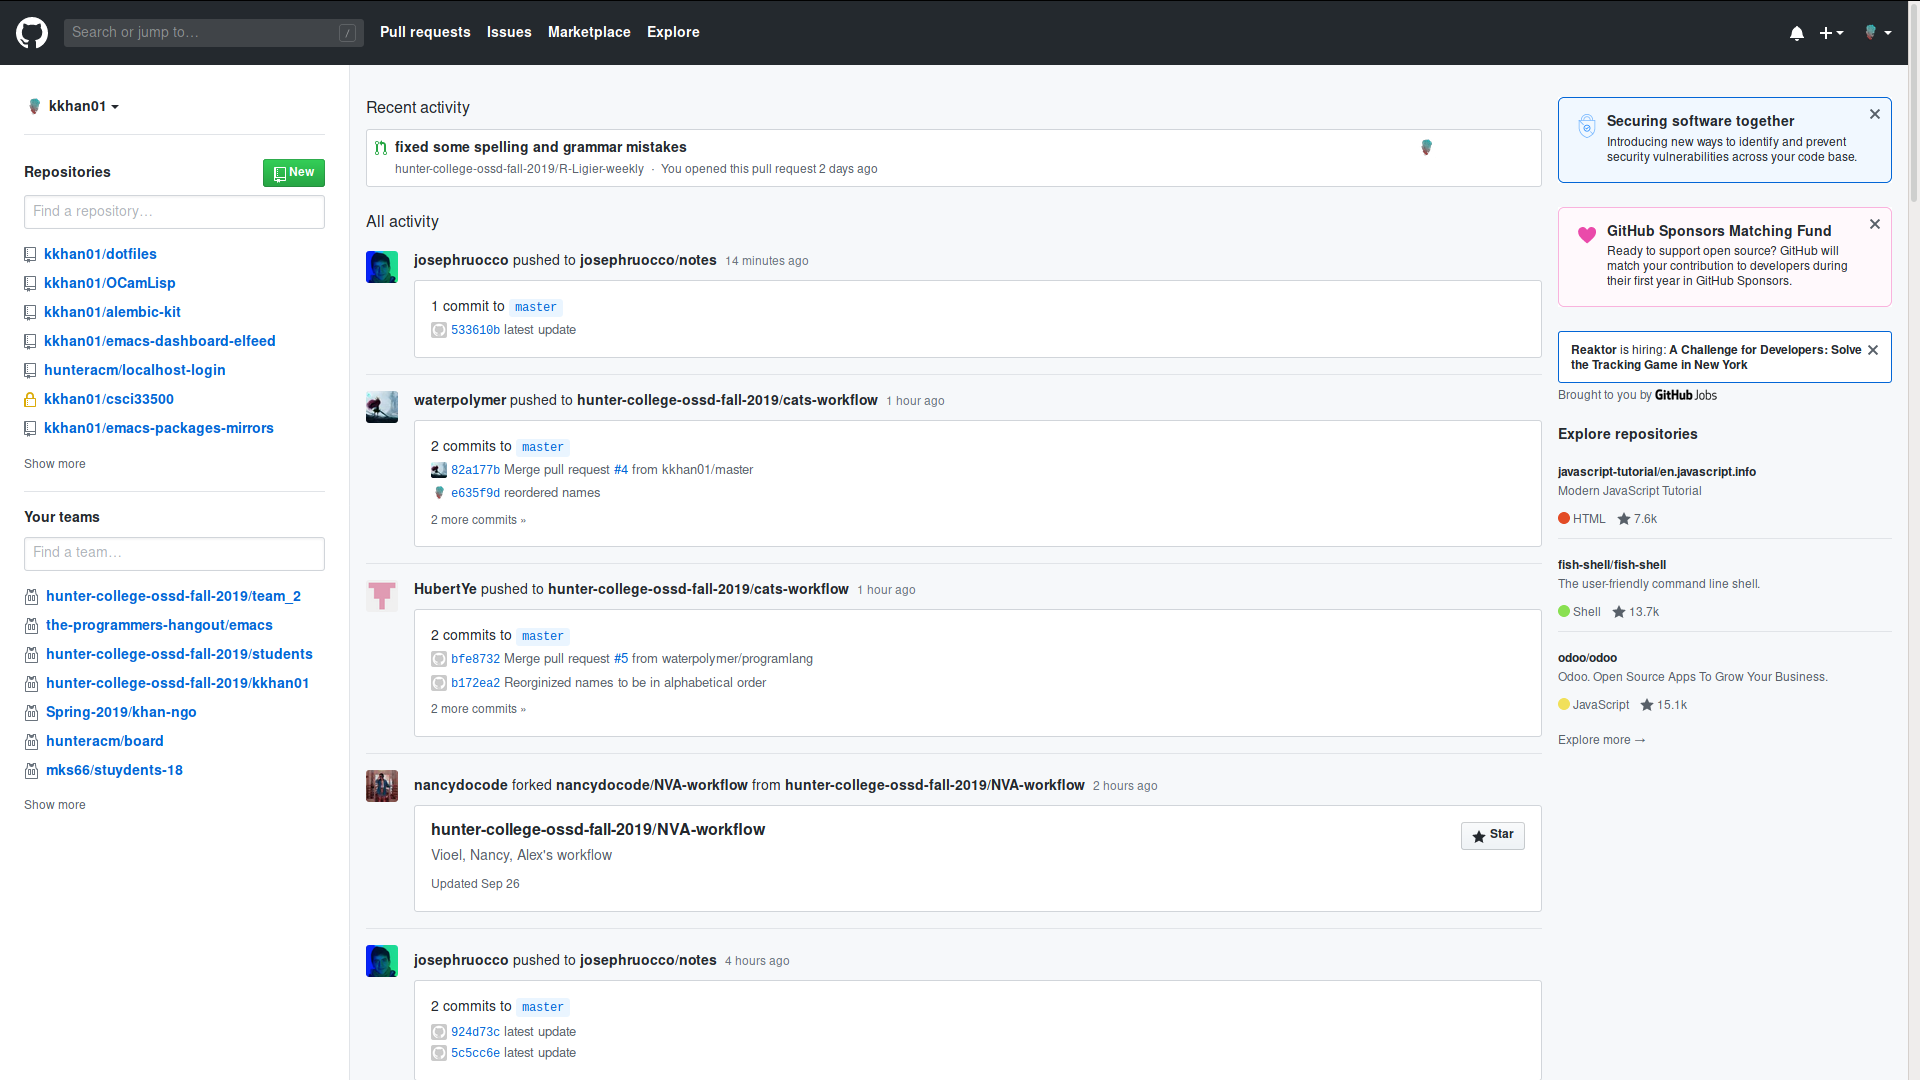 Search or jump to…
/
Pull requests
Issues
Marketplace
Explore
kkhan01
Repositories
New
Find a repository…
kkhan01/dotfiles
kkhan01/OCamLisp
kkhan01/alembic-kit
kkhan01/emacs-dashboard-elfeed
hunteracm/localhost-login
kkhan01/csci33500
kkhan01/emacs-packages-mirrors
Show more
Your teams
Find a team…
hunter-college-ossd-fall-2019/team_2
the-programmers-hangout/emacs
hunter-college-ossd-fall-2019/students
hunter-college-ossd-fall-2019/kkhan01
Spring-2019/khan-ngo
hunteracm/board
mks66/stuydents-18
Show more
Recent activity
fixed some spelling and grammar mistakes
hunter-college-ossd-fall-2019/R-Ligier-weekly · You opened this pull request 2 days ago
All activity
josephruocco pushed to josephruocco/notes 14 minutes ago
1 commit to master
533610b latest update
waterpolymer pushed to hunter-college-ossd-fall-2019/cats-workflow 1 hour ago
2 commits to master
82a177b Merge pull request #4 from kkhan01/master
e635f9d reordered names
2 more commits »
HubertYe pushed to hunter-college-ossd-fall-2019/cats-workflow 1 hour ago
2 commits to master
bfe8732 Merge pull request #5 from waterpolymer/programlang
b172ea2 Reorginized names to be in alphabetical order
2 more commits »
nancydocode forked nancydocode/NVA-workflow from hunter-college-ossd-fall-2019/NVA-workflow 2 hours ago
hunter-college-ossd-fall-2019/NVA-workflow
Star
Vioel, Nancy, Alex's workflow
Updated Sep 26
josephruocco pushed to josephruocco/notes 4 hours ago
2 commits to master
924d73c latest update
5c5cc6e latest update
Securing software together
Introducing new ways to identify and prevent
security vulnerabilities across your code base.
GitHub Sponsors Matching Fund
Ready to support open source? GitHub will
match your contribution to developers during
their first year in GitHub Sponsors.
Reaktor is hiring: A Challenge for Developers: Solve
the Tracking Game in New York
Brought to you by GitHub Jobs
Explore repositories
javascript-tutorial/en.javascript.info
Modern JavaScript Tutorial
HTML 7.6k
fish-shell/fish-shell
The user-friendly command line shell.
Shell 13.7k
odoo/odoo
Odoo. Open Source Apps To Grow Your Business.
JavaScript 15.1k
Explore more →